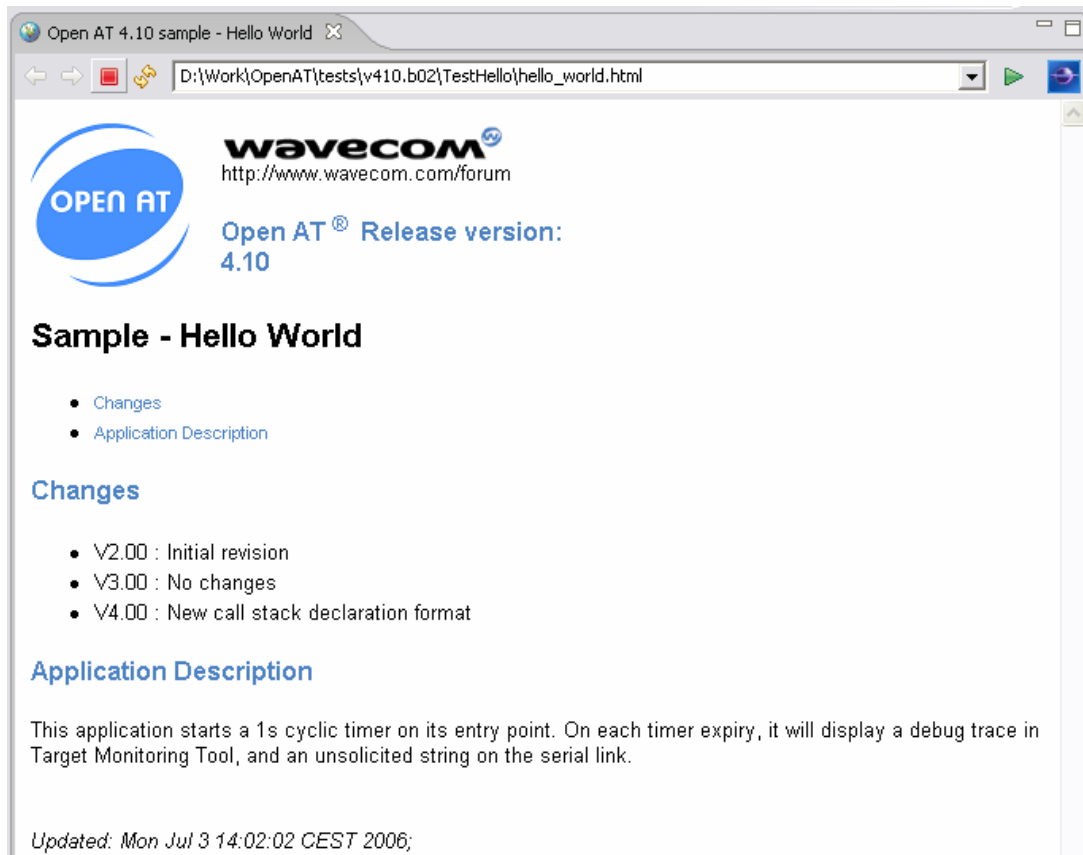 Open AT 4.10 sample - Hello World
D:\Work\OpenAT\tests\v410.b02\TestHello\hello_world.html
OPEN AT
wavecom
http://www.wavecom.com/forum
Open AT ® Release version:
4.10
Sample - Hello World
Changes
Application Description
Changes
V2.00 : Initial revision
V3.00 : No changes
V4.00 : New call stack declaration format
Application Description
This application starts a 1s cyclic timer on its entry point. On each timer expiry, it will display a debug trace in
Target Monitoring Tool, and an unsolicited string on the serial link.
Updated: Mon Jul 3 14:02:02 CEST 2006;